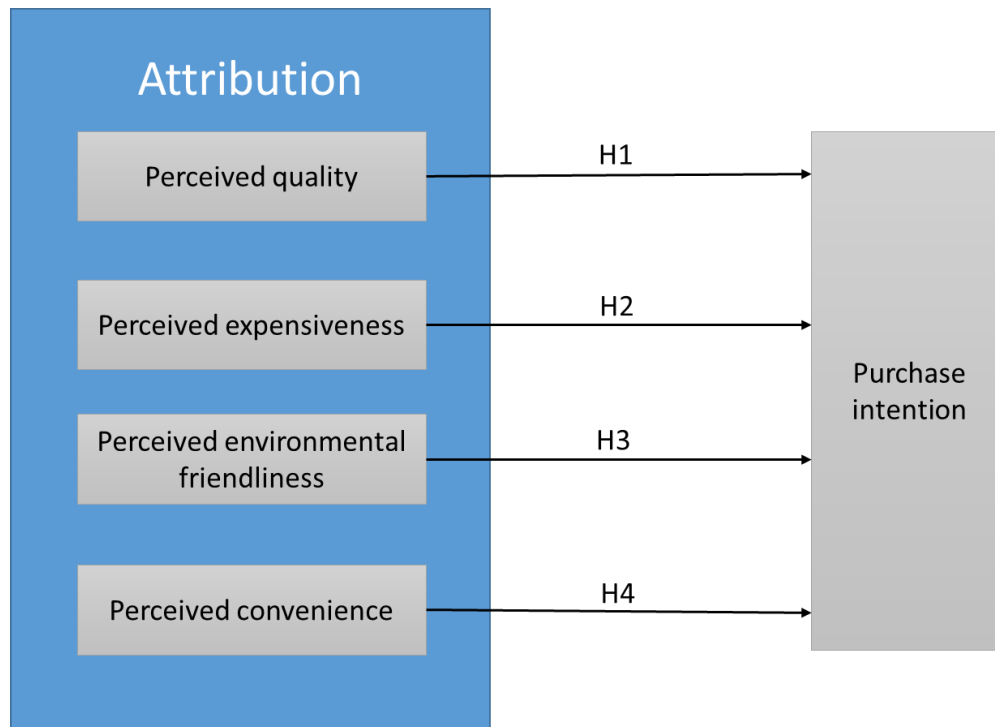 Attribution
Perceived quality
H1
Perceived expensiveness
H2
Perceived environmental
friendliness
H3
Perceived convenience
H4
Purchase
intention